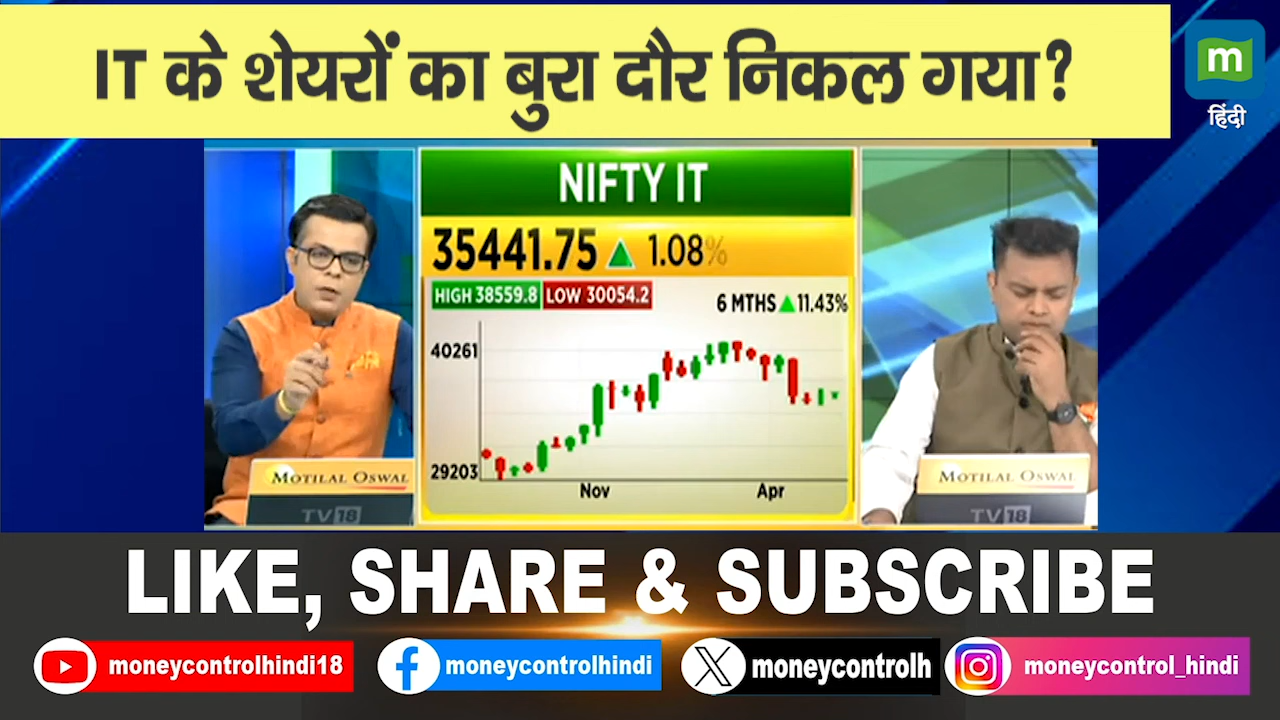 IT के शेयरों का बुरा दौर निकल गया?
m
हिंदी
NIFTY IT
35441.75 ▲ 1.08%
HIGH 38559.8 LOW 30054.2
6 MTHS ▲ 11.43%
40261
29203
Nov Apr
MOTILAL OSWAL
TV18
MOTILAL OSWAL
TV18
LIKE, SHARE & SUBSCRIBE
moneycontrolhindi18
moneycontrolhindi
moneycontrolh
moneycontrol_hindi